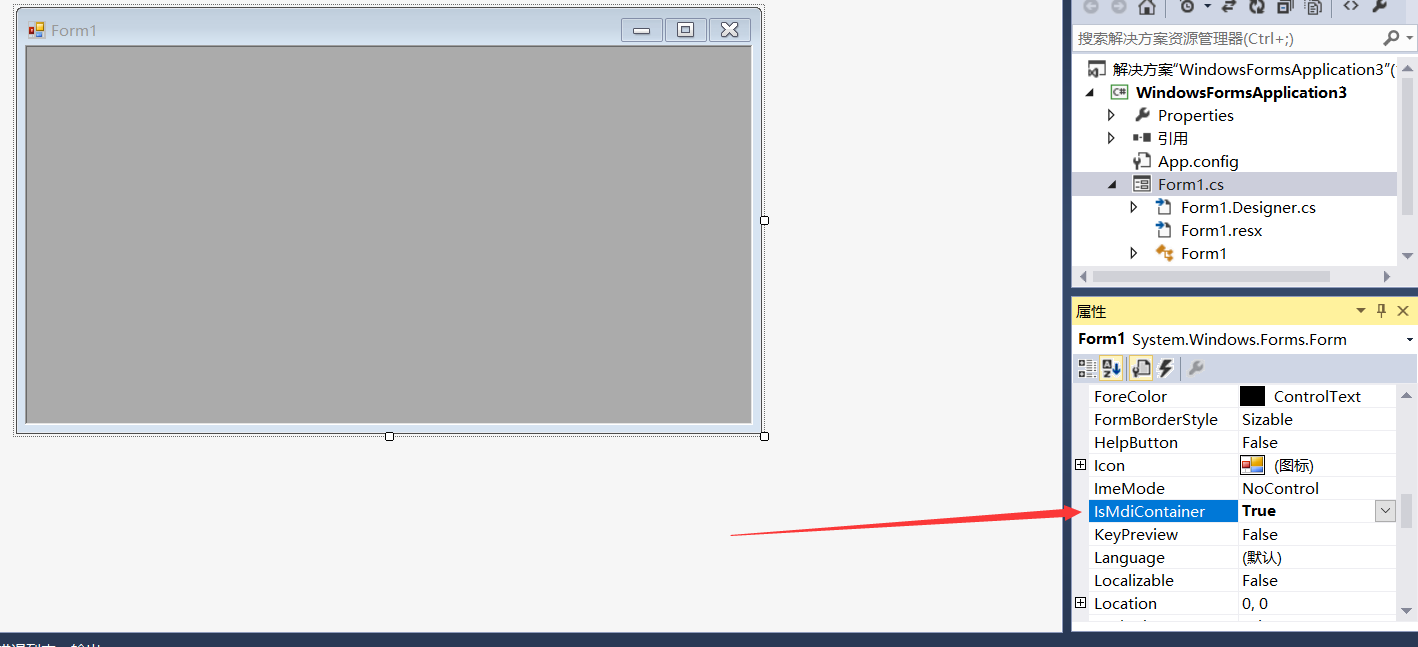 Form1
搜索解决方案资源管理器(Ctrl+;)
解决方案"WindowsFormsApplication3"(
C# WindowsFormsApplication3
Properties
引用
App.config
Form1.cs
Form1.Designer.cs
Form1.resx
Form1
属性
Form1 System.Windows.Forms.Form
ForeColor ControlText
FormBorderStyle Sizable
HelpButton False
Icon (图标)
ImeMode NoControl
IsMdiContainer True
KeyPreview False
Language (默认)
Localizable False
Location 0, 0